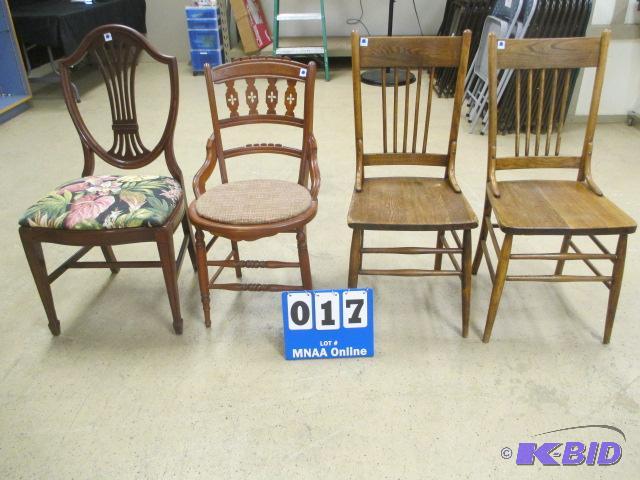 017
LOT #
MNAA Online
© K-BID